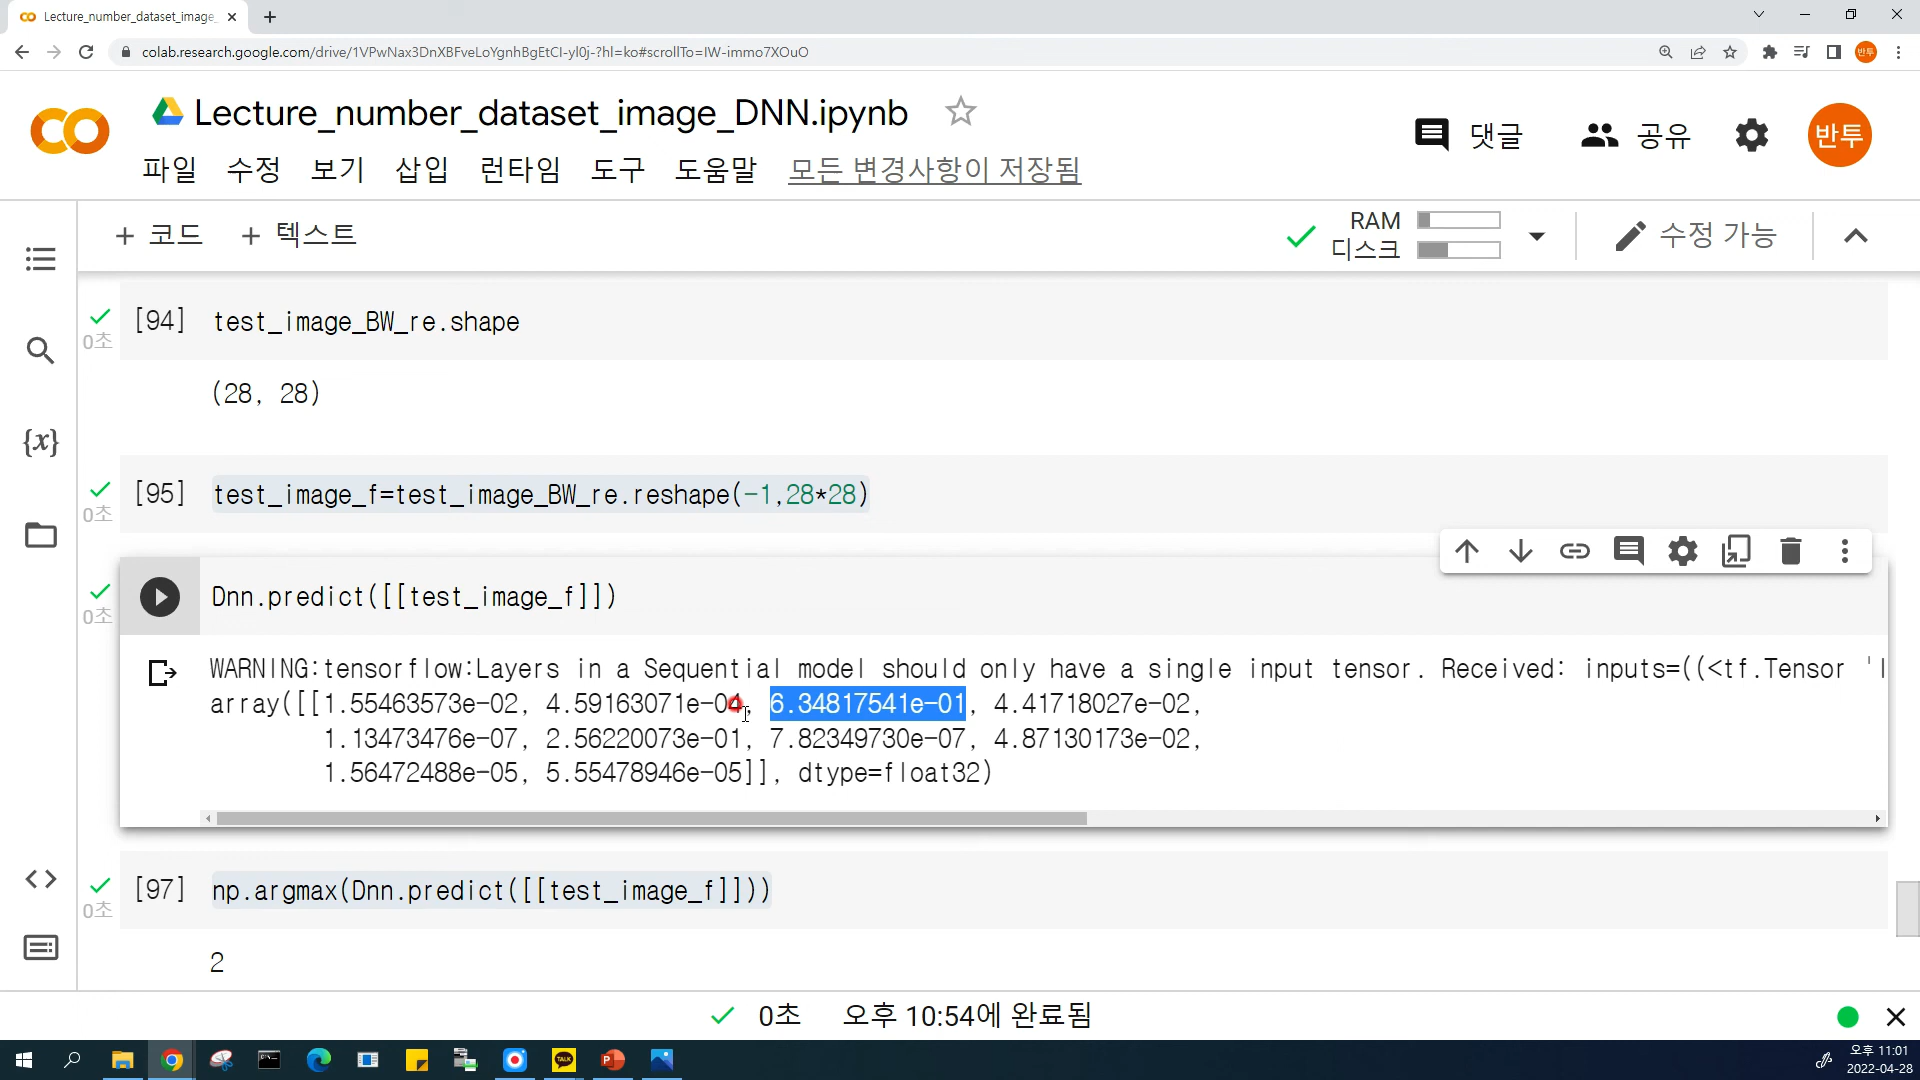 Lecture_number_dataset_image_
colab.research.google.com/drive/1VPwNax3DnXBFveLoYgnhBgEtCI-yl0j-?hl=ko#scrollTo=IW-immo7XOuO
반투
Lecture_number_dataset_image_DNN.ipynb
댓글
공유
반투
파일 수정 보기 삽입 런타임 도구 도움말 모든 변경사항이 저장됨
+ 코드 + 텍스트
RAM
디스크
수정 가능
[94] test_image_BW_re.shape
0초
(28, 28)
{x}
[95] test_image_f=test_image_BW_re.reshape(-1,28*28)
0초
Dnn.predict([[test_image_f]])
0초
WARNING:tensorflow:Layers in a Sequential model should only have a single input tensor. Received: inputs=((<tf.Tensor 'I
array([[1.55463573e-02, 4.59163071e-04, 6.34817541e-01, 4.41718027e-02,
1.13473476e-07, 2.56220073e-01, 7.82349730e-07, 4.87130173e-02,
1.56472488e-05, 5.55478946e-05]], dtype=float32)
[97] np.argmax(Dnn.predict([[test_image_f]]))
0초
2
0초 오후 10:54에 완료됨
TALK
오후 11:01
2022-04-28